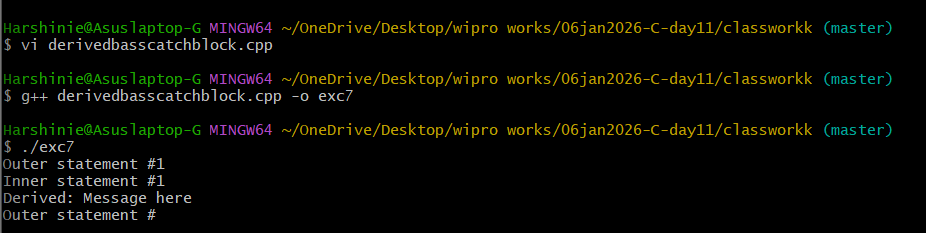 Harshinie@Asuslaptop-G MINGW64 ~/OneDrive/Desktop/wipro works/06jan2026-C-day11/classworkk (master)
$ vi derivedbasscatchblock.cpp
Harshinie@Asuslaptop-G MINGW64 ~/OneDrive/Desktop/wipro works/06jan2026-C-day11/classworkk (master)
$ g++ derivedbasscatchblock.cpp -o exc7
Harshinie@Asuslaptop-G MINGW64 ~/OneDrive/Desktop/wipro works/06jan2026-C-day11/classworkk (master)
$ ./exc7
Outer statement #1
Inner statement #1
Derived: Message here
Outer statement #